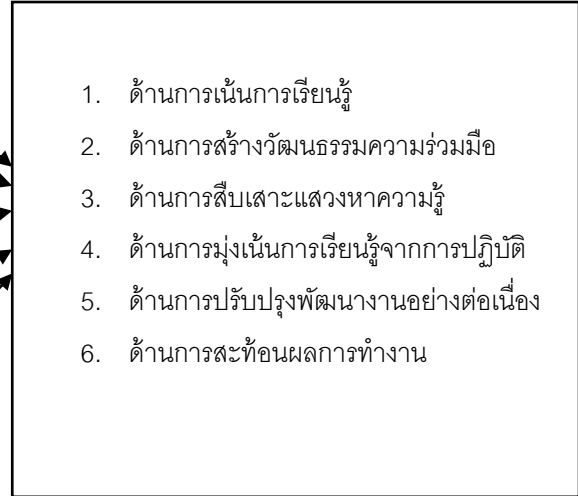 1. ด้านการเน้นการเรียนรู้
2. ด้านการสร้างวัฒนธรรมความร่วมมือ
3. ด้านการสืบเสาะแสวงหาความรู้
4. ด้านการมุ่งเน้นการเรียนรู้จากการปฏิบัติ
5. ด้านการปรับปรุงพัฒนางานอย่างต่อเนื่อง
6. ด้านการสะท้อนผลการทำงาน